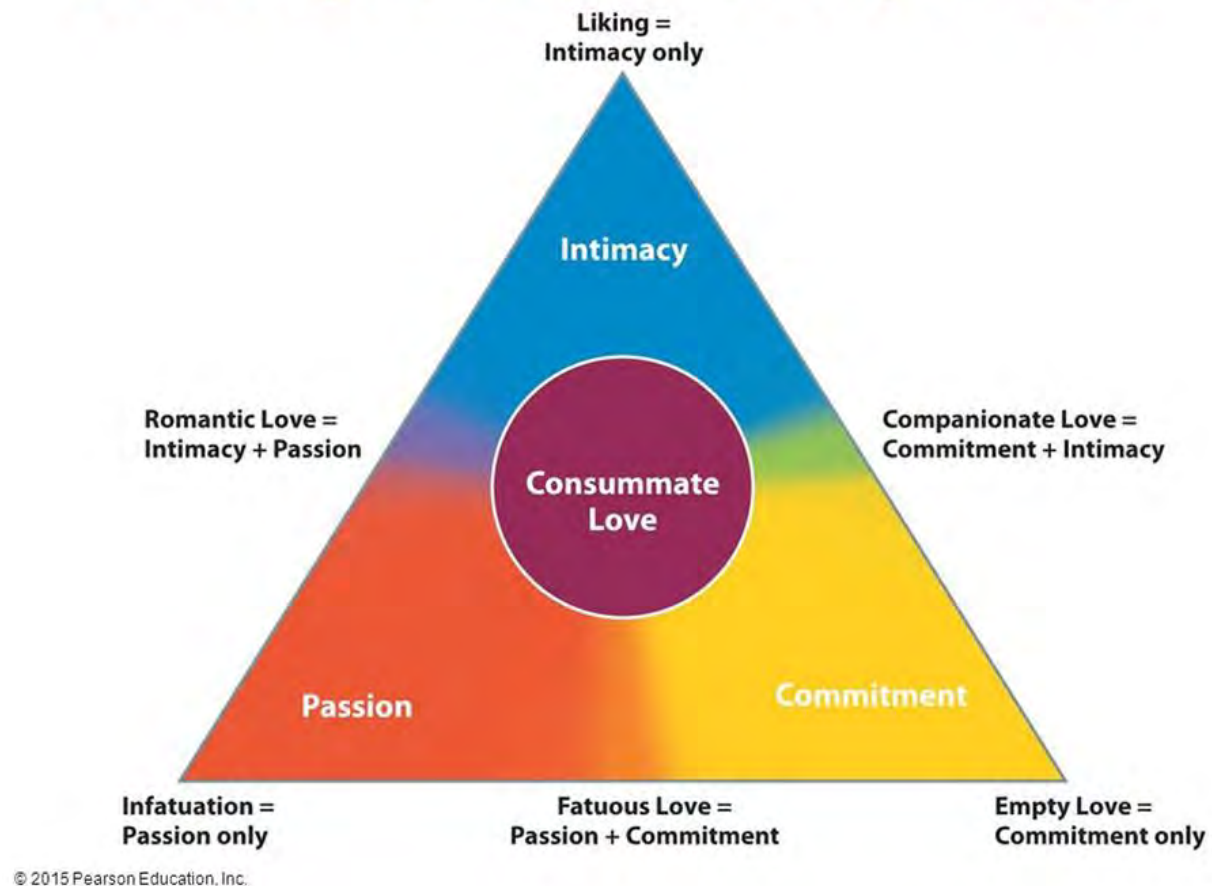 Liking =
Intimacy only
Intimacy
Romantic Love =
Intimacy + Passion
Companionate Love =
Commitment + Intimacy
Consummate
Love
Passion
Commitment
Infatuation =
Passion only
Fatuous Love =
Passion + Commitment
Empty Love =
Commitment only
© 2015 Pearson Education, Inc.